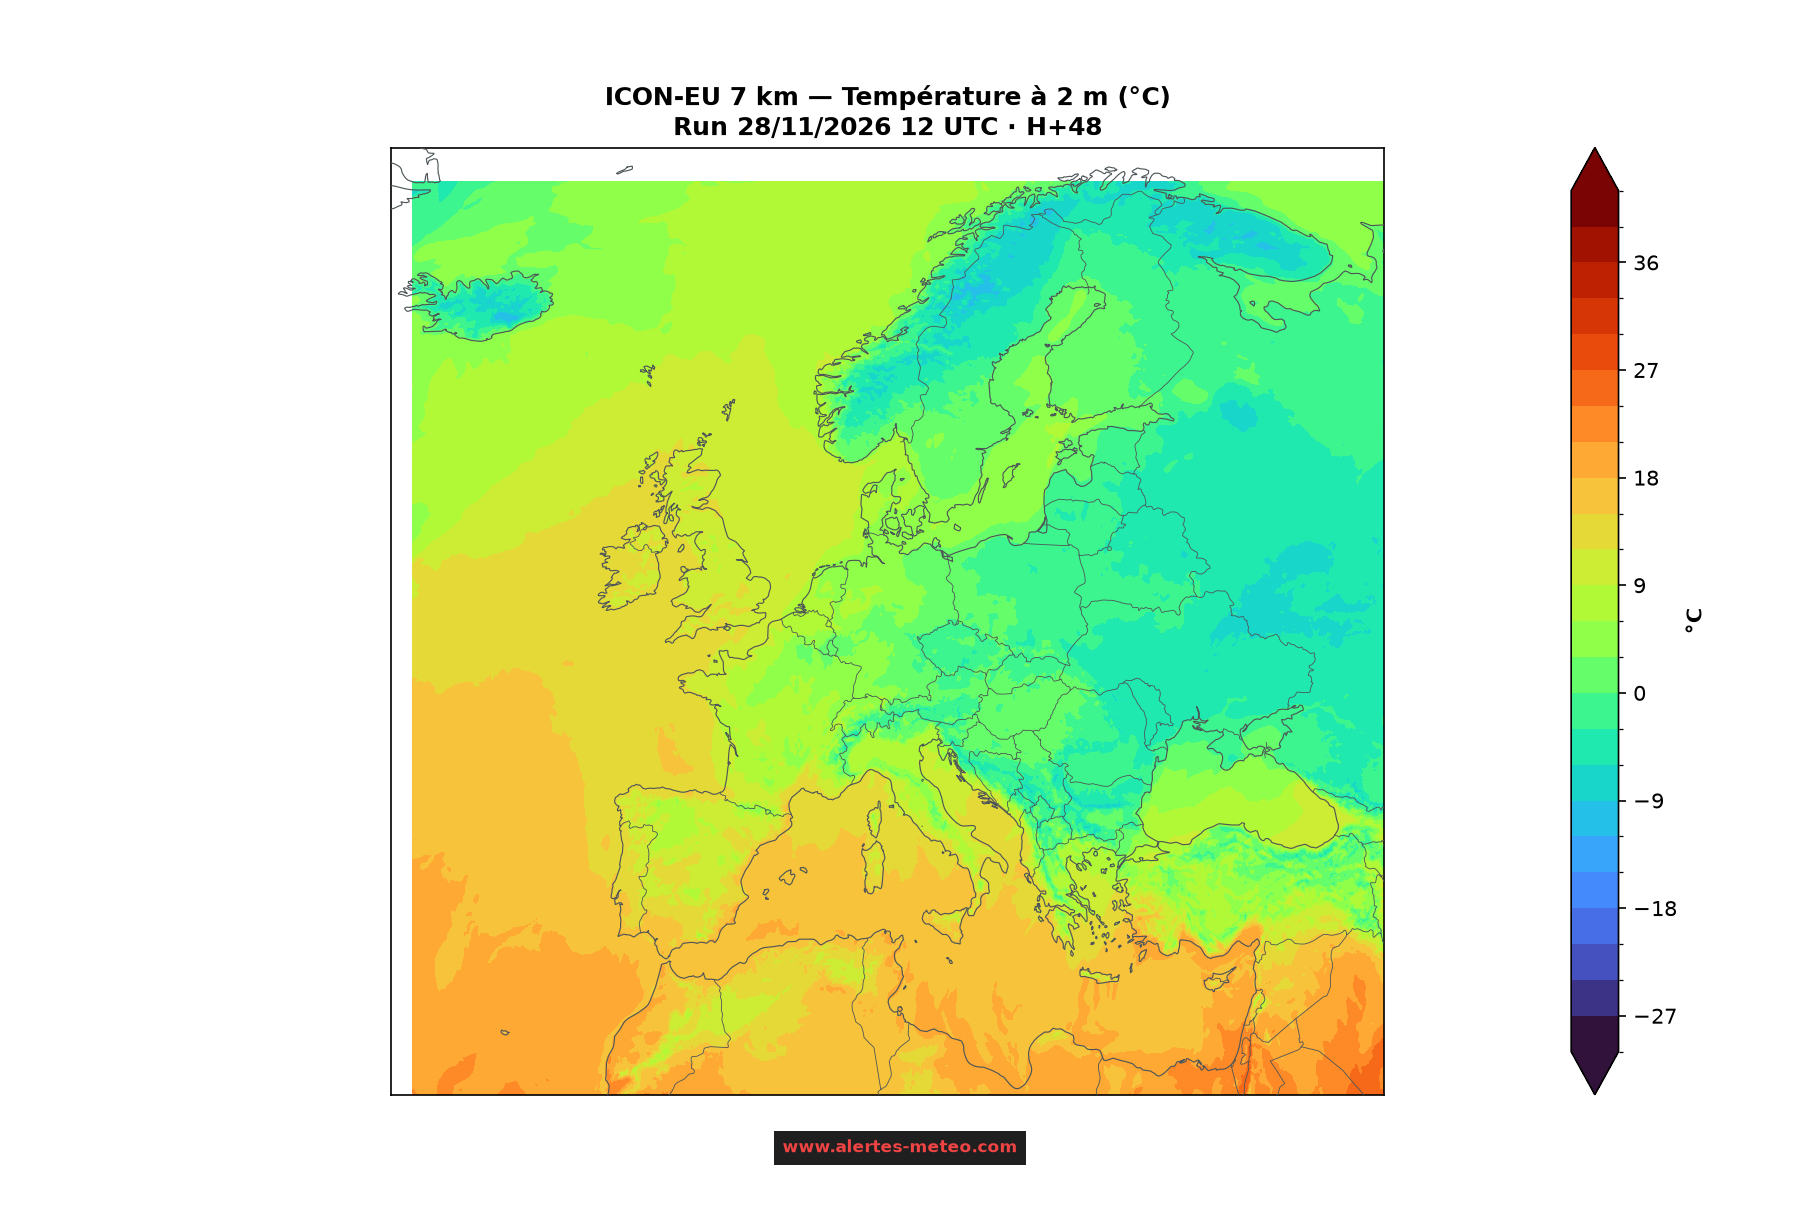 ICON-EU 7 km — Température à 2 m (°C)
Run 28/11/2026 12 UTC · H+48
36
27
18
9
0
−9
−18
−27
°C
www.alertes-meteo.com